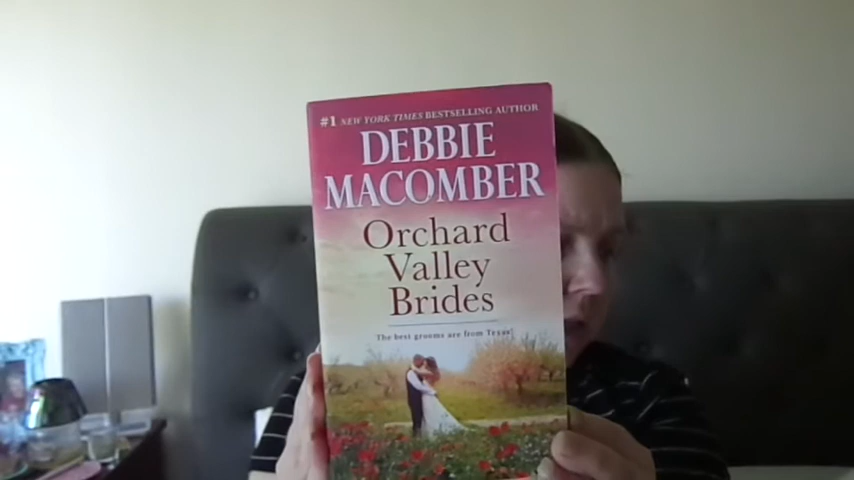 #1 NEW YORK TIMES BESTSELLING AUTHOR
DEBBIE
MACOMBER
Orchard
Valley
Brides
The best grooms are from Texas!